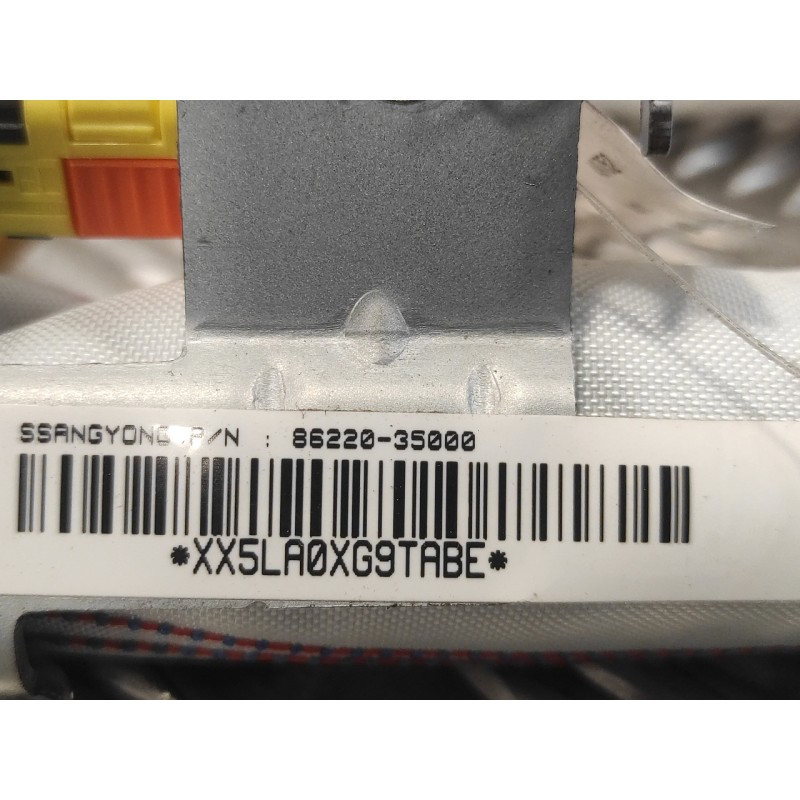 SSANGYONG P/N : 86220-35000
*XX5LA0XG9TABE*